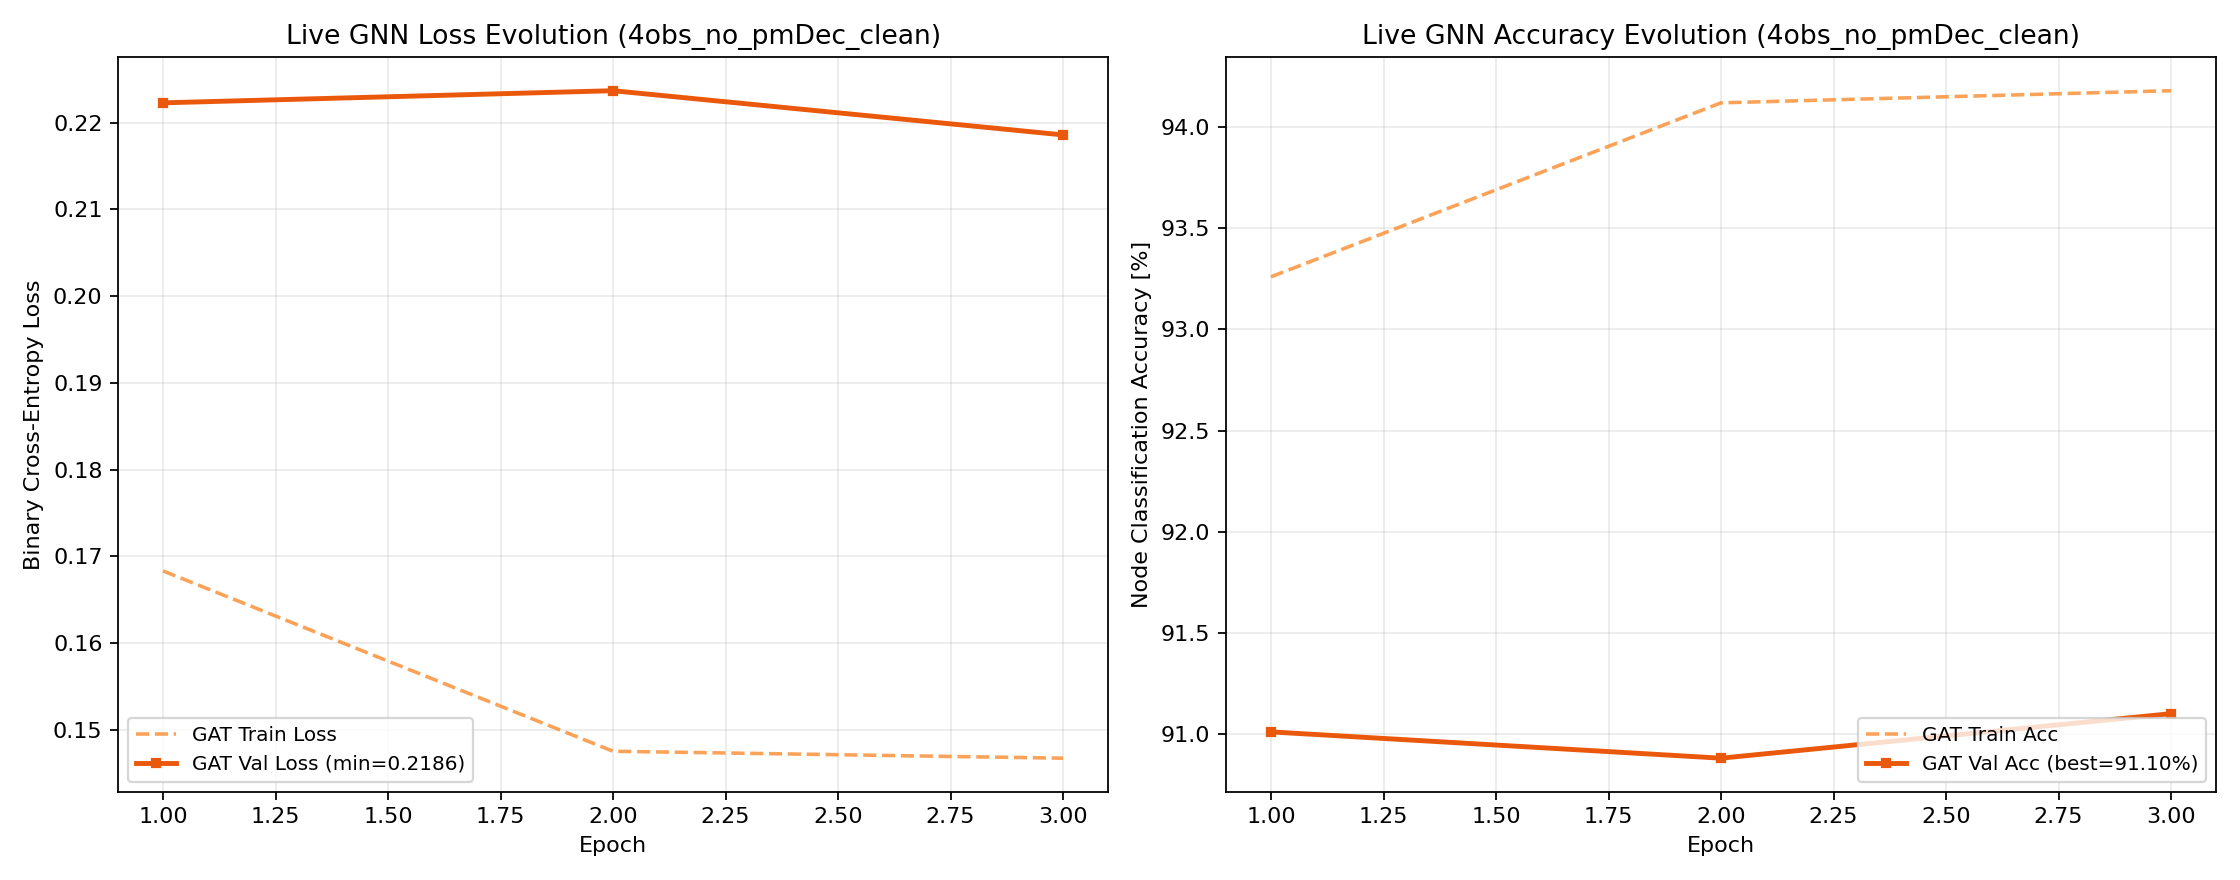 Live GNN Loss Evolution (4obs_no_pmDec_clean)
Binary Cross-Entropy Loss
0.22
0.21
0.20
0.19
0.18
0.17
0.16
0.15
GAT Train Loss
GAT Val Loss (min=0.2186)
1.00 1.25 1.50 1.75 2.00 2.25 2.50 2.75 3.00
Epoch
Live GNN Accuracy Evolution (4obs_no_pmDec_clean)
Node Classification Accuracy [%]
94.0
93.5
93.0
92.5
92.0
91.5
91.0
GAT Train Acc
GAT Val Acc (best=91.10%)
1.00 1.25 1.50 1.75 2.00 2.25 2.50 2.75 3.00
Epoch